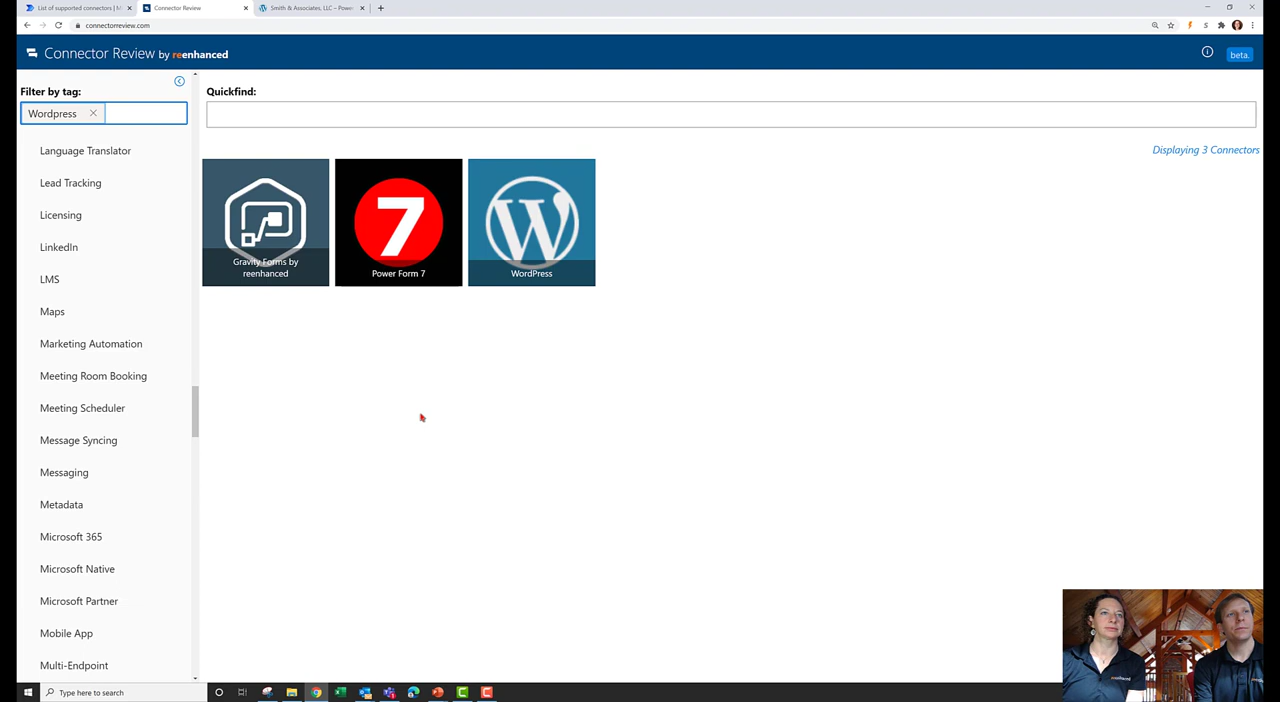 List of supported connectors | M
Connector Review
Smith & Associates, LLC – Powe
connectorreview.com
Connector Review by reenhanced
beta.
Filter by tag:
Quickfind:
Wordpress
Displaying 3 Connectors
Language Translator
Lead Tracking
Licensing
LinkedIn
LMS
Maps
Marketing Automation
Meeting Room Booking
Meeting Scheduler
Message Syncing
Messaging
Metadata
Microsoft 365
Microsoft Native
Microsoft Partner
Mobile App
Multi-Endpoint
Gravity Forms by
reenhanced
7
Power Form 7
W
WordPress
Type here to search